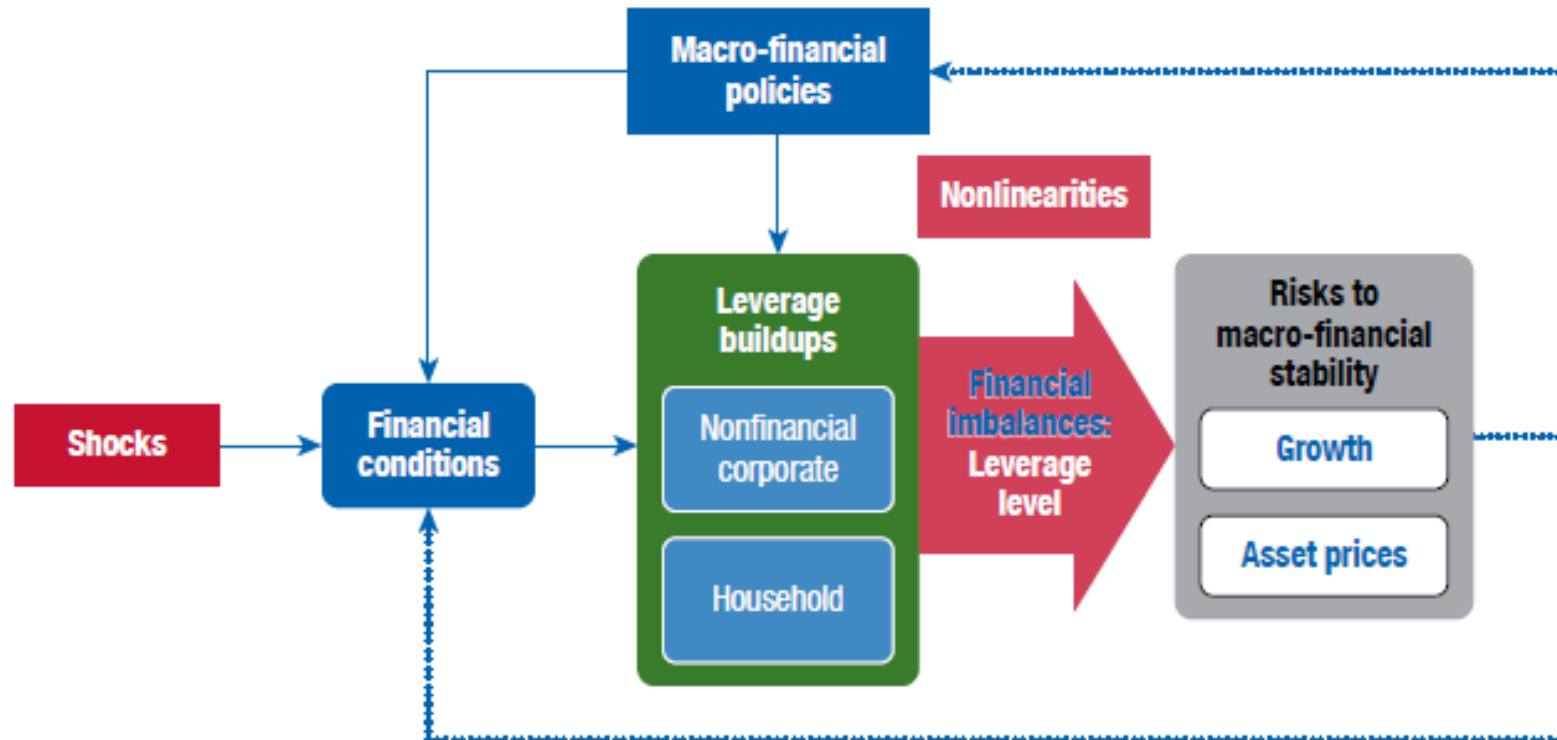 Macro-financial
policies
Nonlinearities
Shocks
Financial
conditions
Leverage
buildups
Nonfinancial
corporate
Household
Financial
imbalances:
Leverage
level
Risks to
macro-financial
stability
Growth
Asset prices